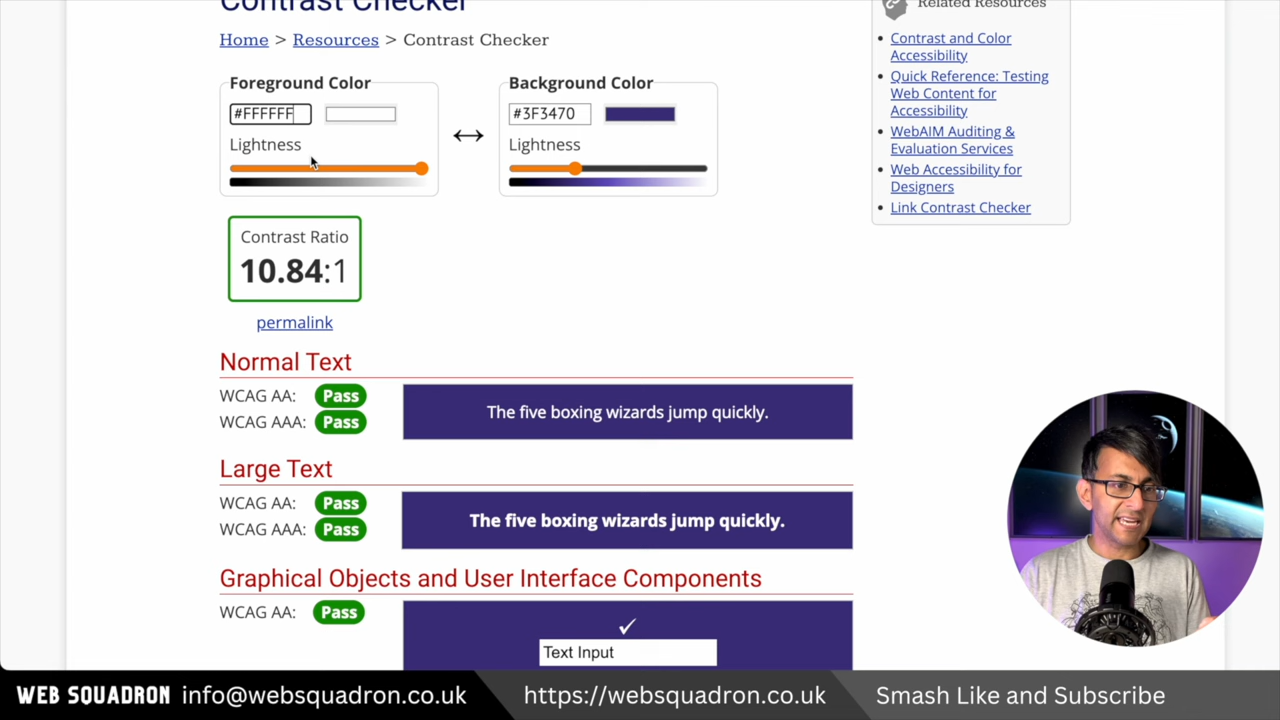 Contrast Checker
Home > Resources > Contrast Checker
Foreground Color
#FFFFFF
Lightness
Background Color
#3F3470
Lightness
Contrast Ratio
10.84:1
permalink
Normal Text
WCAG AA: Pass
WCAG AAA: Pass
The five boxing wizards jump quickly.
Large Text
WCAG AA: Pass
WCAG AAA: Pass
The five boxing wizards jump quickly.
Graphical Objects and User Interface Components
WCAG AA: Pass
Text Input
Related Resources
Contrast and Color
Accessibility
Quick Reference: Testing
Web Content for
Accessibility
WebAIM Auditing &
Evaluation Services
Web Accessibility for
Designers
Link Contrast Checker
WEB SQUADRON info@websquadron.co.uk https://websquadron.co.uk Smash Like and Subscribe